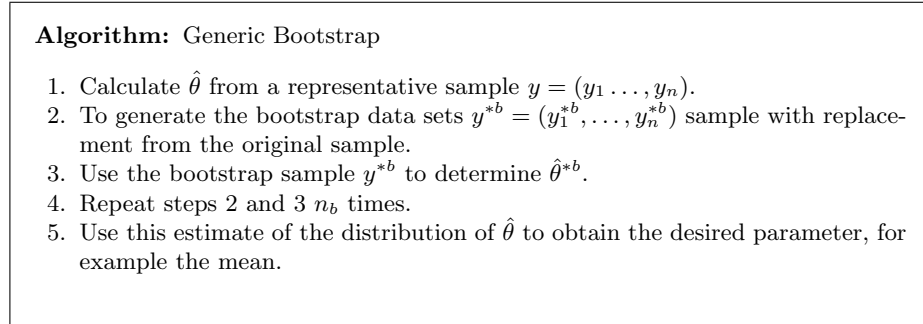 Algorithm: Generic Bootstrap
1. Calculate θ̂ from a representative sample y = (y₁ …, yₙ).
2. To generate the bootstrap data sets y*ᵇ = (y₁*ᵇ, …, yₙ*ᵇ) sample with replace-
ment from the original sample.
3. Use the bootstrap sample y*ᵇ to determine θ̂*ᵇ.
4. Repeat steps 2 and 3 n_b times.
5. Use this estimate of the distribution of θ̂ to obtain the desired parameter, for
example the mean.